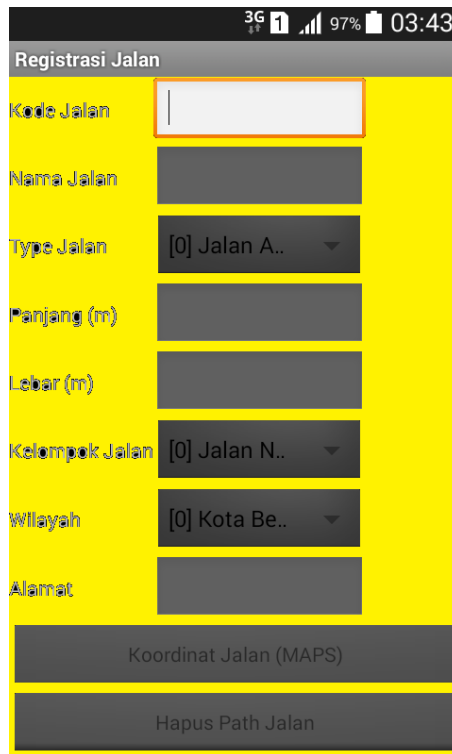 3G 1 97% 03:43
Registrasi Jalan
Kode Jalan
Nama Jalan
Type Jalan [0] Jalan A..
Panjang (m)
Lebar (m)
Kelompok Jalan [0] Jalan N..
Wilayah [0] Kota Be..
Alamat
Koordinat Jalan (MAPS)
Hapus Path Jalan